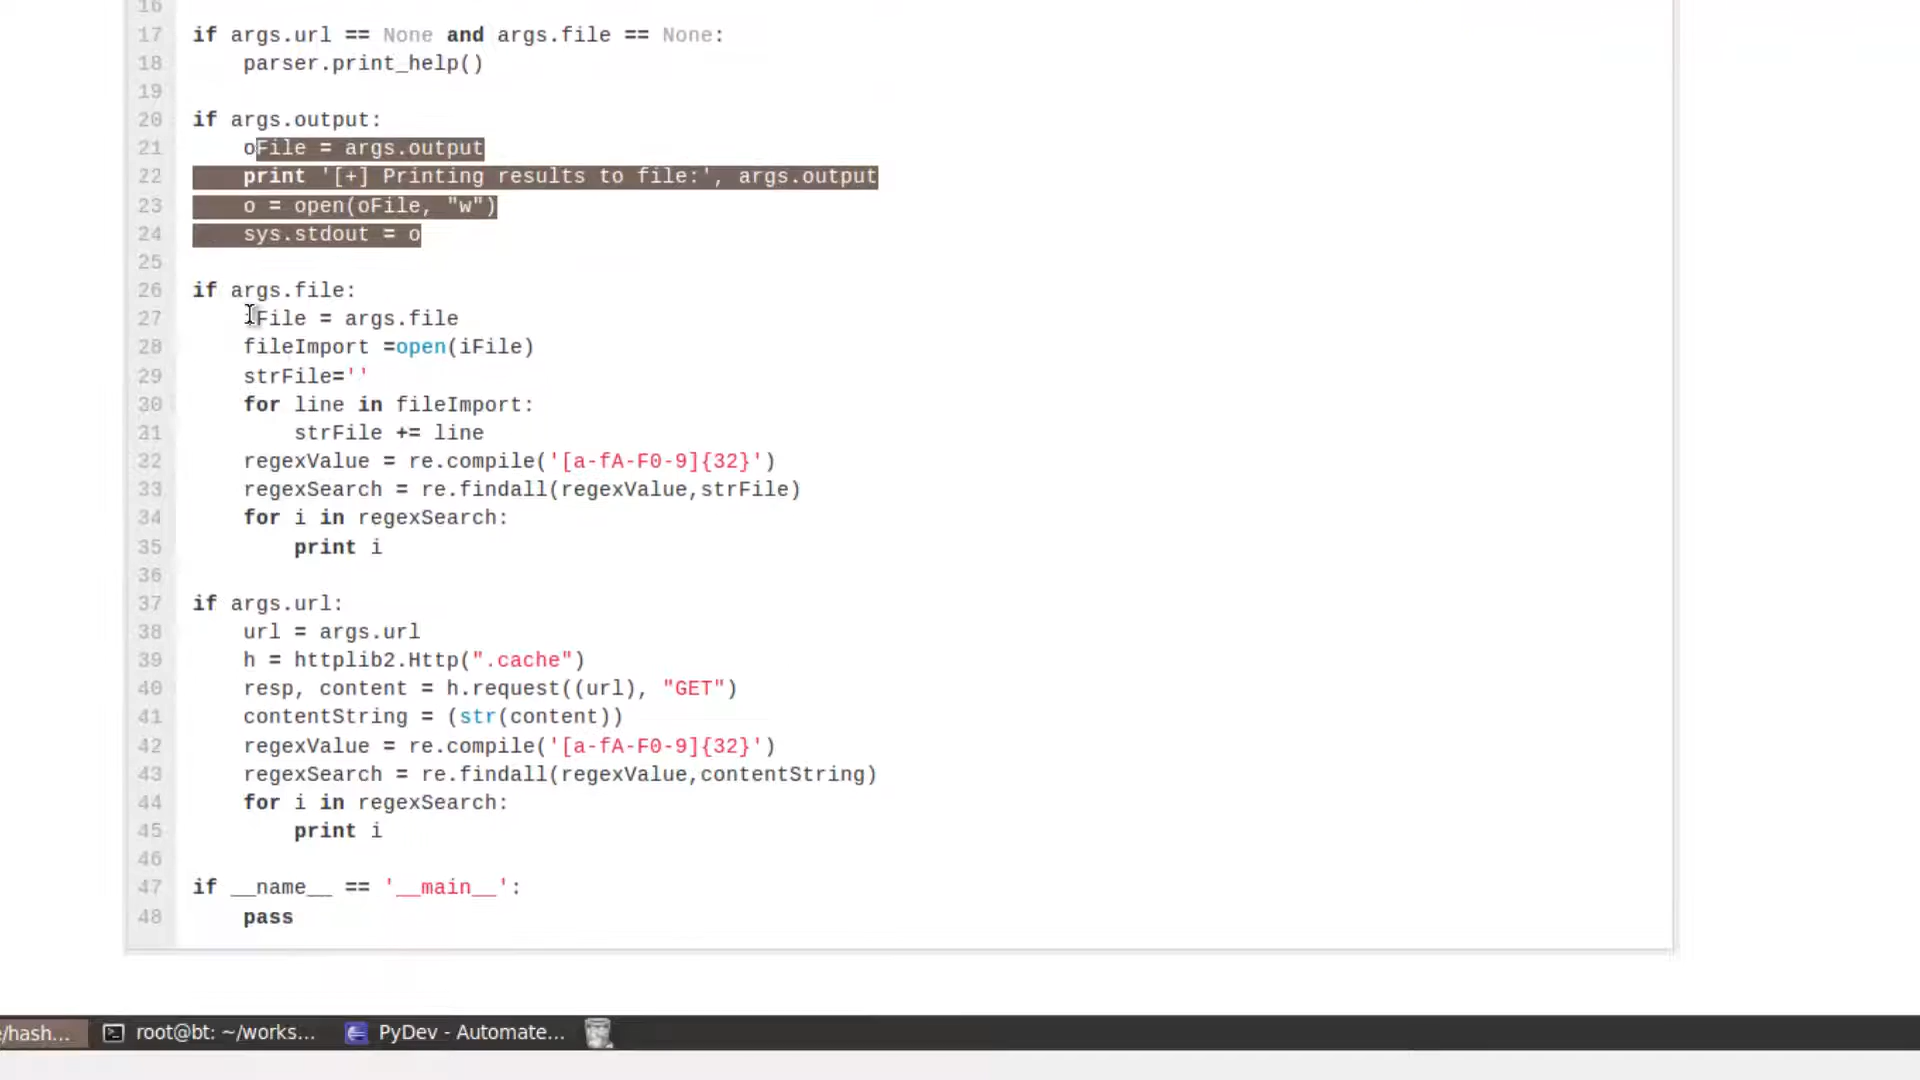 16
17 if args.url == None and args.file == None:
18     parser.print_help()
19
20 if args.output:
21     oFile = args.output
22     print '[+] Printing results to file:', args.output
23     o = open(oFile, "w")
24     sys.stdout = o
25
26 if args.file:
27     iFile = args.file
28     fileImport =open(iFile)
29     strFile=''
30     for line in fileImport:
31         strFile += line
32     regexValue = re.compile('[a-fA-F0-9]{32}')
33     regexSearch = re.findall(regexValue,strFile)
34     for i in regexSearch:
35         print i
36
37 if args.url:
38     url = args.url
39     h = httplib2.Http(".cache")
40     resp, content = h.request((url), "GET")
41     contentString = (str(content))
42     regexValue = re.compile('[a-fA-F0-9]{32}')
43     regexSearch = re.findall(regexValue,contentString)
44     for i in regexSearch:
45         print i
46
47 if __name__ == '__main__':
48     pass
/hash... root@bt: ~/works... PyDev - Automate...